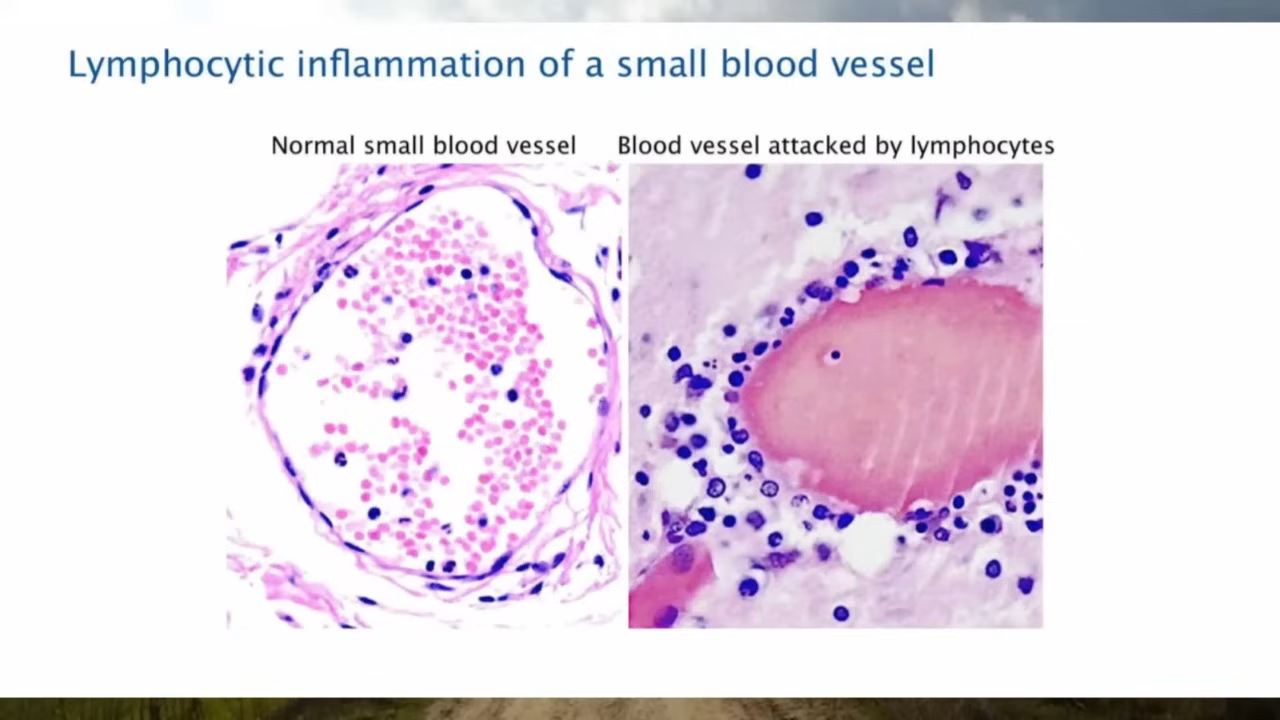 Lymphocytic inflammation of a small blood vessel
Normal small blood vessel
Blood vessel attacked by lymphocytes